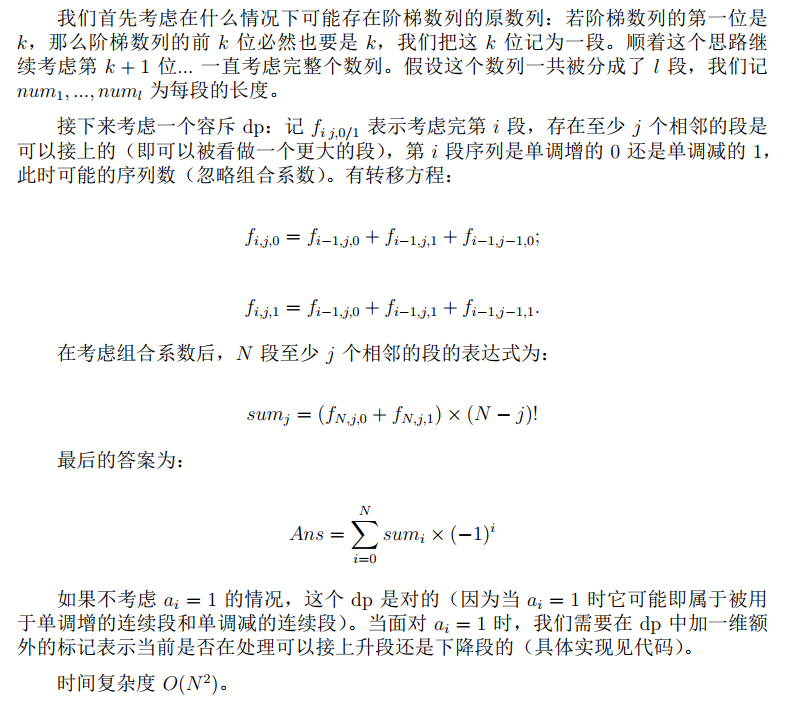 我们首先考虑在什么情况下可能存在阶梯数列的原数列：若阶梯数列的第一位是
k，那么阶梯数列的前 k 位必然也要是 k，我们把这 k 位记为一段。顺着这个思路继
续考虑第 k + 1 位... 一直考虑完整个数列。假设这个数列一共被分成了 l 段，我们记
num₁, ..., numₗ 为每段的长度。
接下来考虑一个容斥 dp：记 f_{i j,0/1} 表示考虑完第 i 段，存在至少 j 个相邻的段是
可以接上的（即可以被看做一个更大的段），第 i 段序列是单调增的 0 还是单调减的 1，
此时可能的序列数（忽略组合系数）。有转移方程：
f_{i,j,0} = f_{i−1,j,0} + f_{i−1,j,1} + f_{i−1,j−1,0};
f_{i,j,1} = f_{i−1,j,0} + f_{i−1,j,1} + f_{i−1,j−1,1}.
在考虑组合系数后，N 段至少 j 个相邻的段的表达式为：
sum_j = (f_{N,j,0} + f_{N,j,1}) × (N − j)!
最后的答案为：
Ans = ∑_{i=0}^{N} sum_i × (−1)^i
如果不考虑 a_i = 1 的情况，这个 dp 是对的（因为当 a_i = 1 时它可能即属于被用
于单调增的连续段和单调减的连续段）。当面对 a_i = 1 时，我们需要在 dp 中加一维额
外的标记表示当前是否在处理可以接上升段还是下降段的（具体实现见代码）。
时间复杂度 O(N²)。